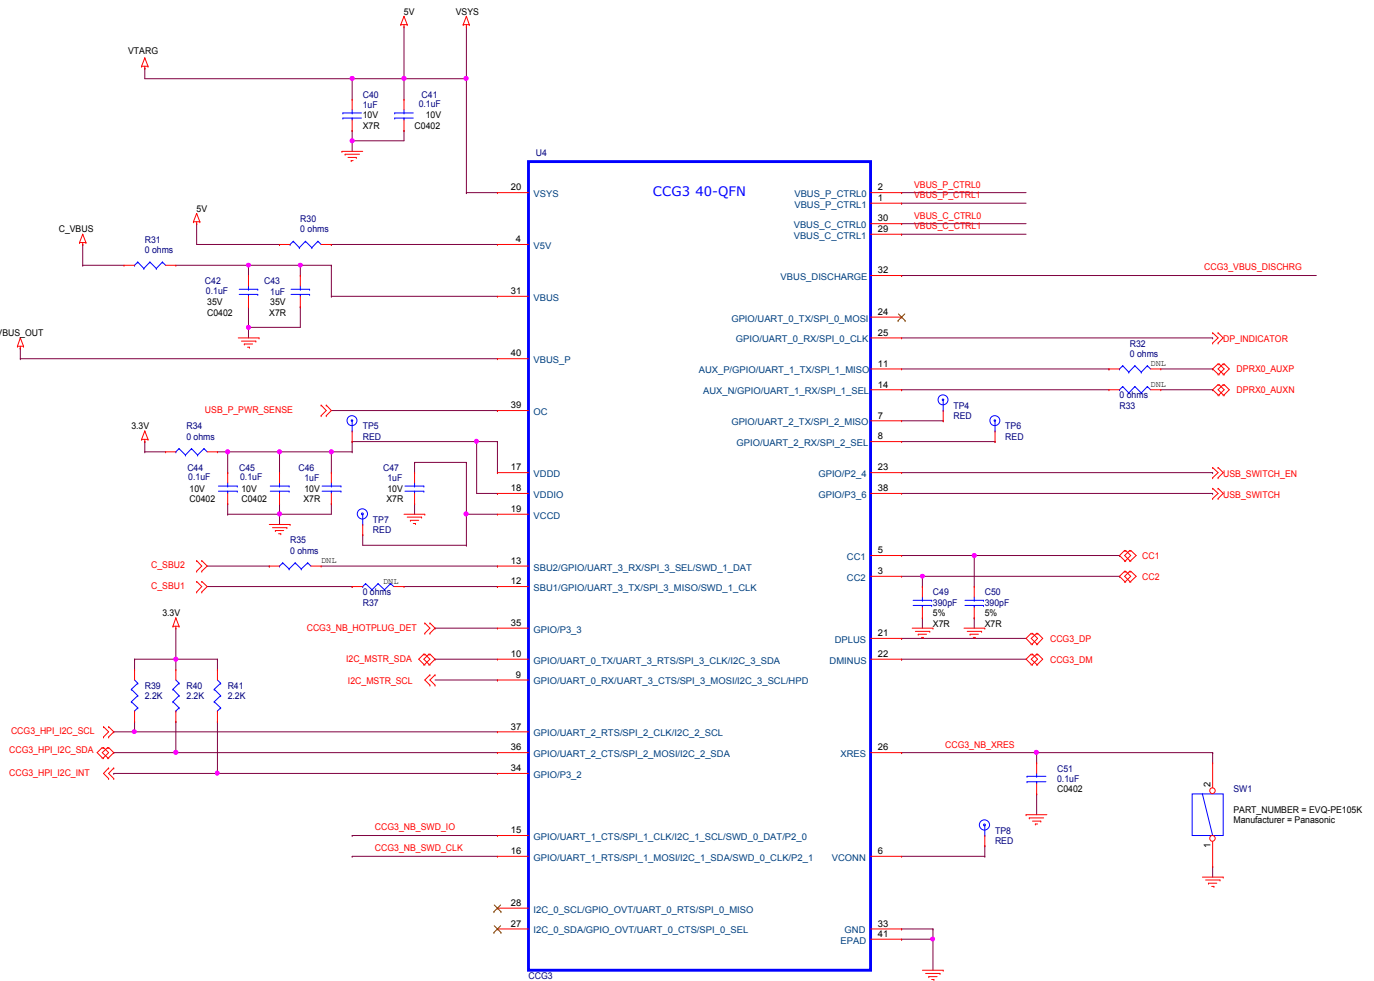 5V
VSYS
VTARG
C40
1uF
10V
X7R
C41
0.1uF
10V
C0402
U4
CCG3 40-QFN
20
VSYS
5V
R30
0 ohms
4
V5V
C_VBUS
R31
0 ohms
C42
0.1uF
35V
C0402
C43
1uF
35V
X7R
31
VBUS
VBUS_OUT
40
VBUS_P
USB_P_PWR_SENSE
39
OC
3.3V
R34
0 ohms
TP5
RED
C44
0.1uF
10V
C0402
C45
0.1uF
10V
C0402
C46
1uF
10V
X7R
C47
1uF
10V
X7R
17
VDDD
18
VDDIO
19
VCCD
TP7
RED
R35
0 ohms
DNL
C_SBU2
13
SBU2/GPIO/UART_3_RX/SPI_3_SEL/SWD_1_DAT
C_SBU1
DNL
0 ohms
R37
12
SBU1/GPIO/UART_3_TX/SPI_3_MISO/SWD_1_CLK
3.3V
CCG3_NB_HOTPLUG_DET
35
GPIO/P3_3
I2C_MSTR_SDA
10
GPIO/UART_0_TX/UART_3_RTS/SPI_3_CLK/I2C_3_SDA
I2C_MSTR_SCL
9
GPIO/UART_0_RX/UART_3_CTS/SPI_3_MOSI/I2C_3_SCL/HPD
R39
2.2K
R40
2.2K
R41
2.2K
CCG3_HPI_I2C_SCL
37
GPIO/UART_2_RTS/SPI_2_CLK/I2C_2_SCL
CCG3_HPI_I2C_SDA
36
GPIO/UART_2_CTS/SPI_2_MOSI/I2C_2_SDA
CCG3_HPI_I2C_INT
34
GPIO/P3_2
CCG3_NB_SWD_IO
15
GPIO/UART_1_CTS/SPI_1_CLK/I2C_1_SCL/SWD_0_DAT/P2_0
CCG3_NB_SWD_CLK
16
GPIO/UART_1_RTS/SPI_1_MOSI/I2C_1_SDA/SWD_0_CLK/P2_1
28
I2C_0_SCL/GPIO_OVT/UART_0_RTS/SPI_0_MISO
27
I2C_0_SDA/GPIO_OVT/UART_0_CTS/SPI_0_SEL
CCG3
VBUS_P_CTRL0
2
VBUS_P_CTRL0
VBUS_P_CTRL1
1
VBUS_P_CTRL1
VBUS_C_CTRL0
30
VBUS_C_CTRL0
VBUS_C_CTRL1
29
VBUS_C_CTRL1
VBUS_DISCHARGE
32
CCG3_VBUS_DISCHRG
GPIO/UART_0_TX/SPI_0_MOSI
24
GPIO/UART_0_RX/SPI_0_CLK
25
DP_INDICATOR
R32
0 ohms
DNL
AUX_P/GPIO/UART_1_TX/SPI_1_MISO
11
DPRX0_AUXP
AUX_N/GPIO/UART_1_RX/SPI_1_SEL
14
DNL
0 ohms
R33
DPRX0_AUXN
GPIO/UART_2_TX/SPI_2_MISO
7
TP4
RED
GPIO/UART_2_RX/SPI_2_SEL
8
TP6
RED
GPIO/P2_4
23
USB_SWITCH_EN
GPIO/P3_6
38
USB_SWITCH
CC1
5
CC1
CC2
3
CC2
C49
390pF
5%
X7R
C50
390pF
5%
X7R
DPLUS
21
CCG3_DP
DMINUS
22
CCG3_DM
XRES
26
CCG3_NB_XRES
C51
0.1uF
C0402
2
SW1
PART_NUMBER = EVQ-PE105K
Manufacturer = Panasonic
1
TP8
RED
VCONN
6
GND
33
EPAD
41